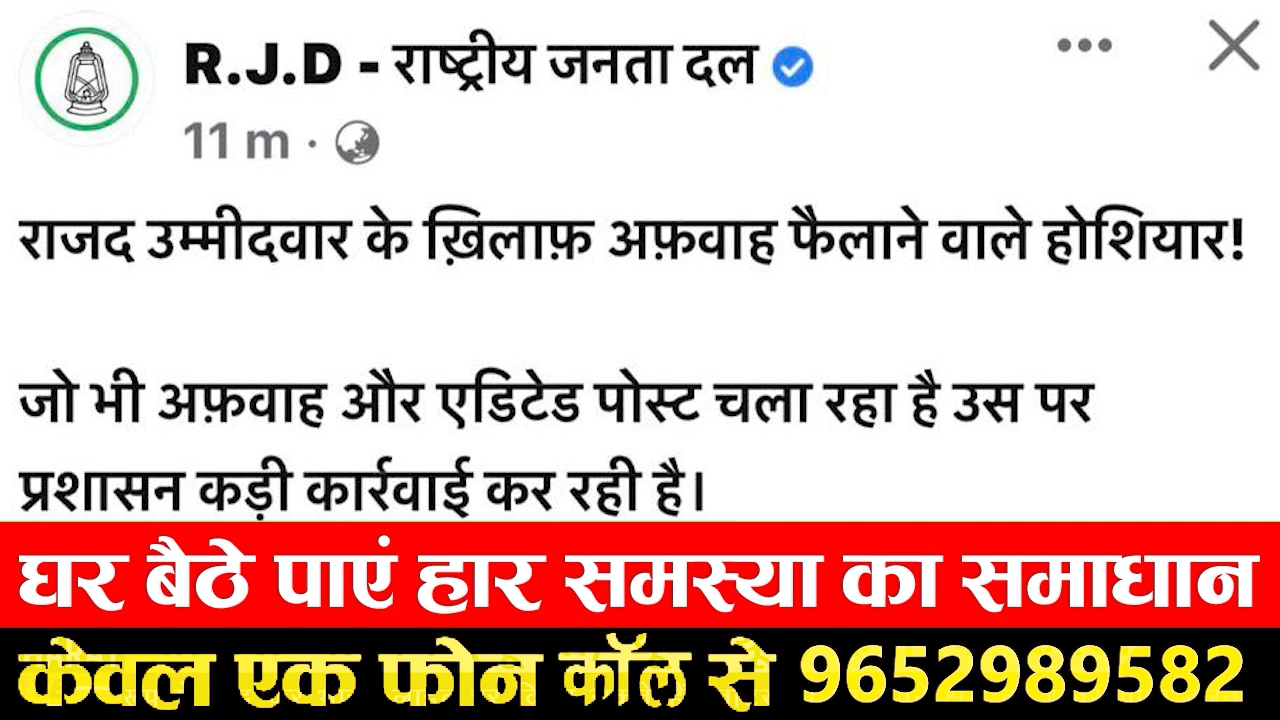 R.J.D - राष्ट्रीय जनता दल
11 m ·
राजद उम्मीदवार के ख़िलाफ़ अफ़वाह फैलाने वाले होशियार!
जो भी अफ़वाह और एडिटेड पोस्ट चला रहा है उस पर
प्रशासन कड़ी कार्रवाई कर रही है।
घर बैठे पाएं हार समस्या का समाधान
केवल एक फोन कॉल से 9652989582